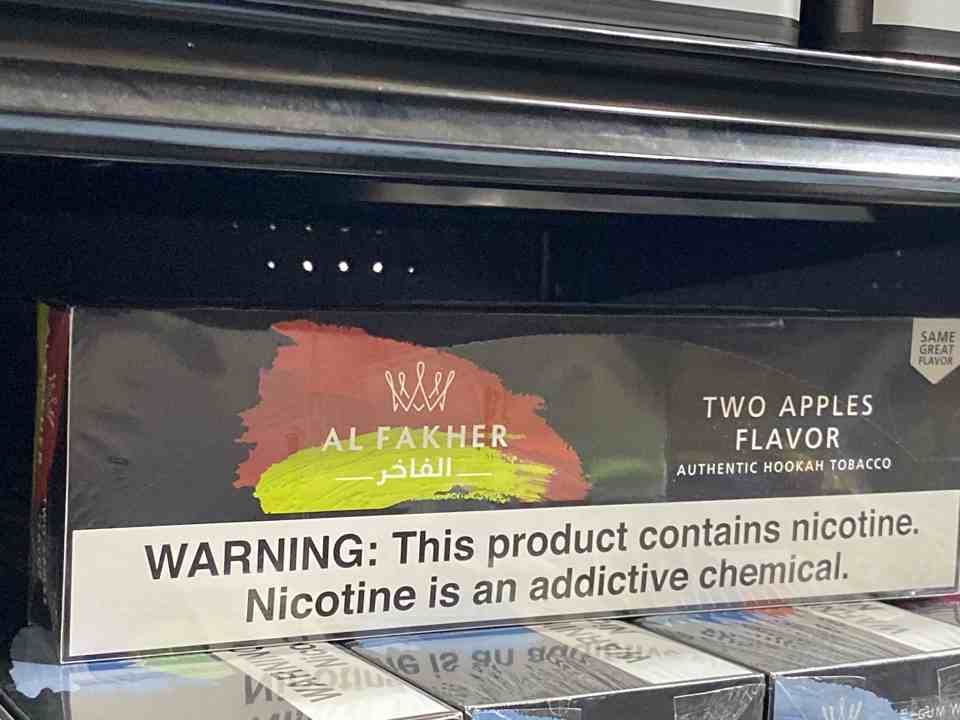 SAME
GREAT
FLAVOR
AL FAKHER
الفاخر
TWO APPLES
FLAVOR
AUTHENTIC HOOKAH TOBACCO
WARNING: This product contains nicotine.
Nicotine is an addictive chemical.